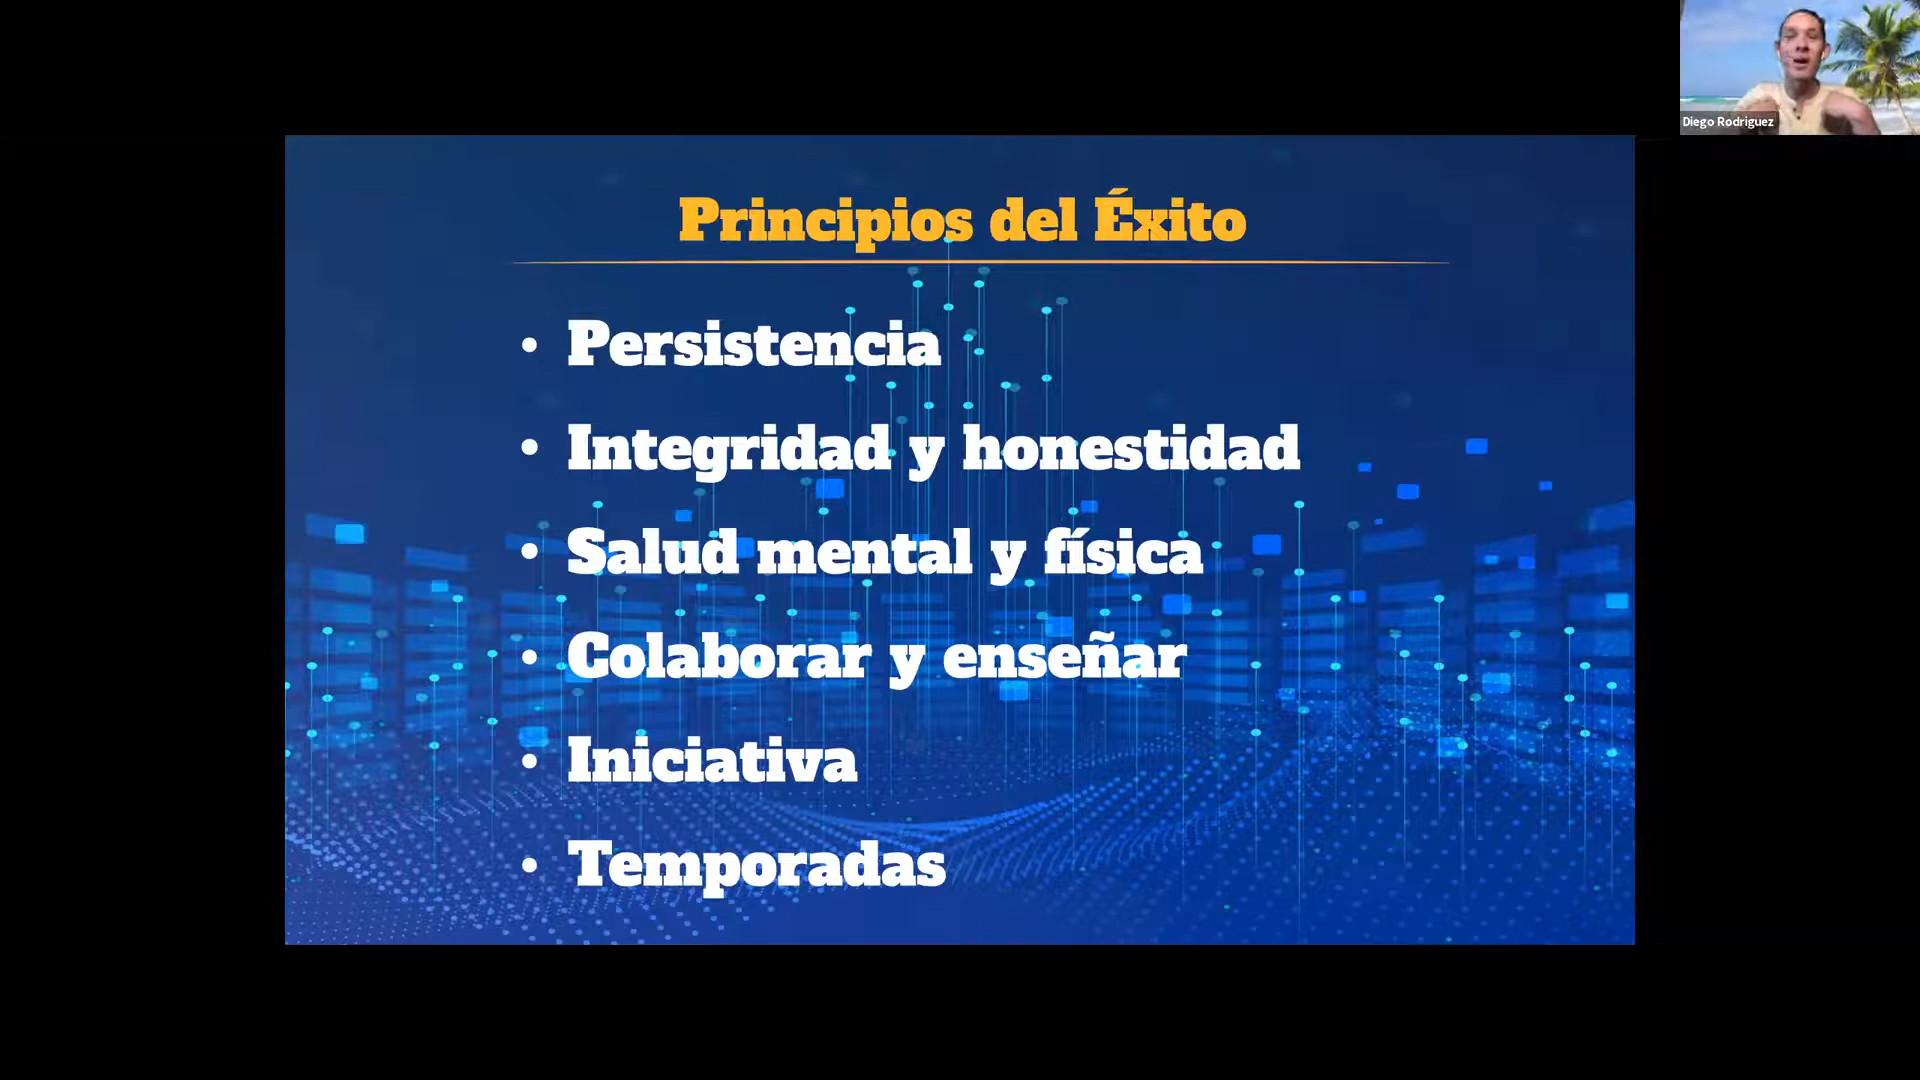 Diego Rodriguez
Principios del Éxito
• Persistencia
• Integridad y honestidad
• Salud mental y física
• Colaborar y enseñar
• Iniciativa
• Temporadas